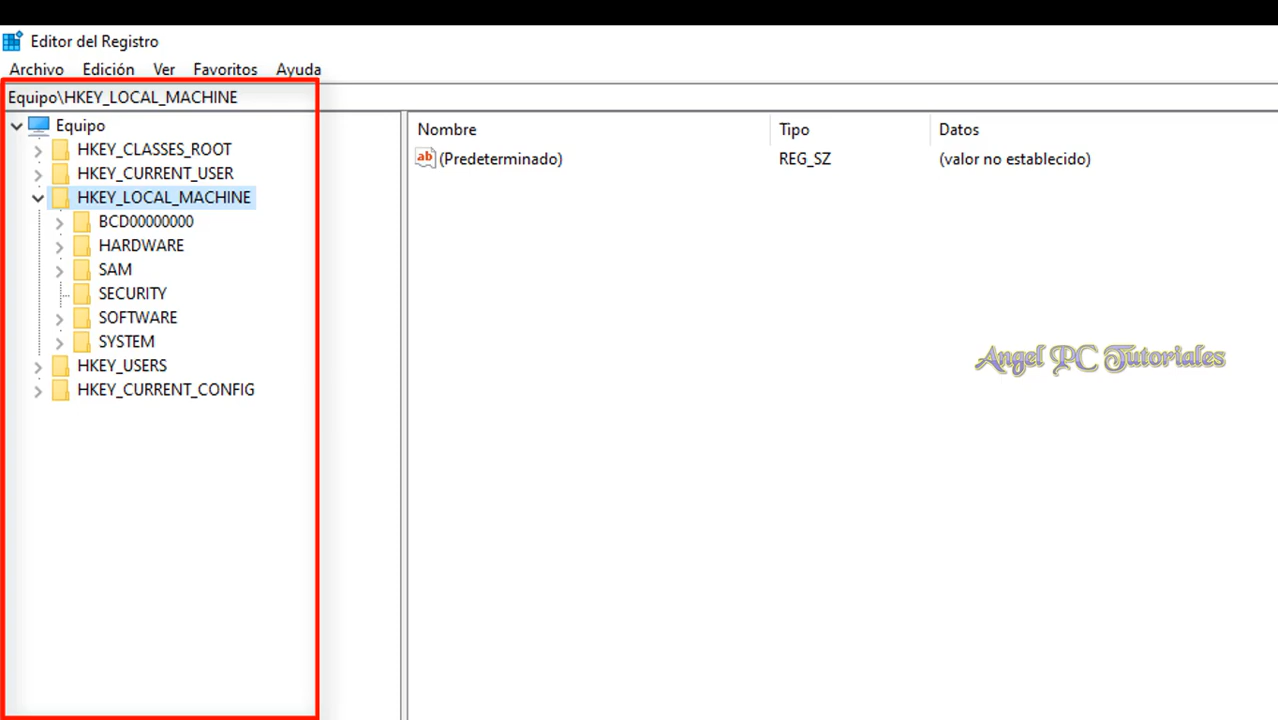 Editor del Registro
Archivo Edición Ver Favoritos Ayuda
Equipo\HKEY_LOCAL_MACHINE
Equipo
HKEY_CLASSES_ROOT
HKEY_CURRENT_USER
HKEY_LOCAL_MACHINE
BCD00000000
HARDWARE
SAM
SECURITY
SOFTWARE
SYSTEM
HKEY_USERS
HKEY_CURRENT_CONFIG
Nombre Tipo Datos
ab (Predeterminado) REG_SZ (valor no establecido)
Angel PC Tutoriales